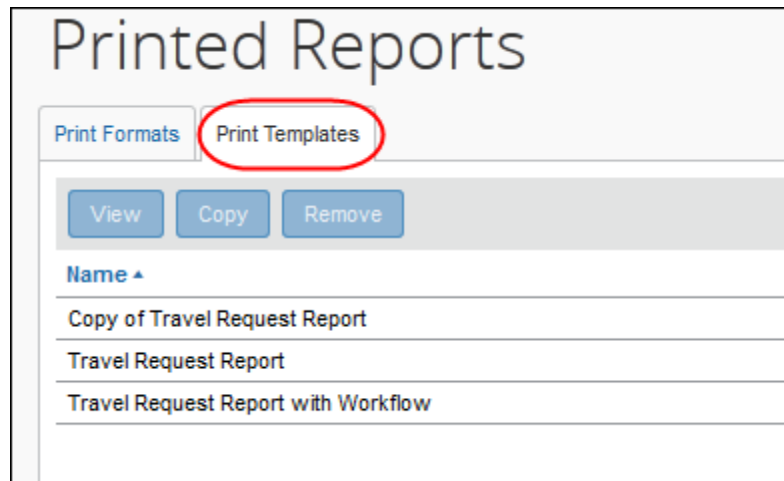 Printed Reports
Print Formats Print Templates
View Copy Remove
Name
Copy of Travel Request Report
Travel Request Report
Travel Request Report with Workflow